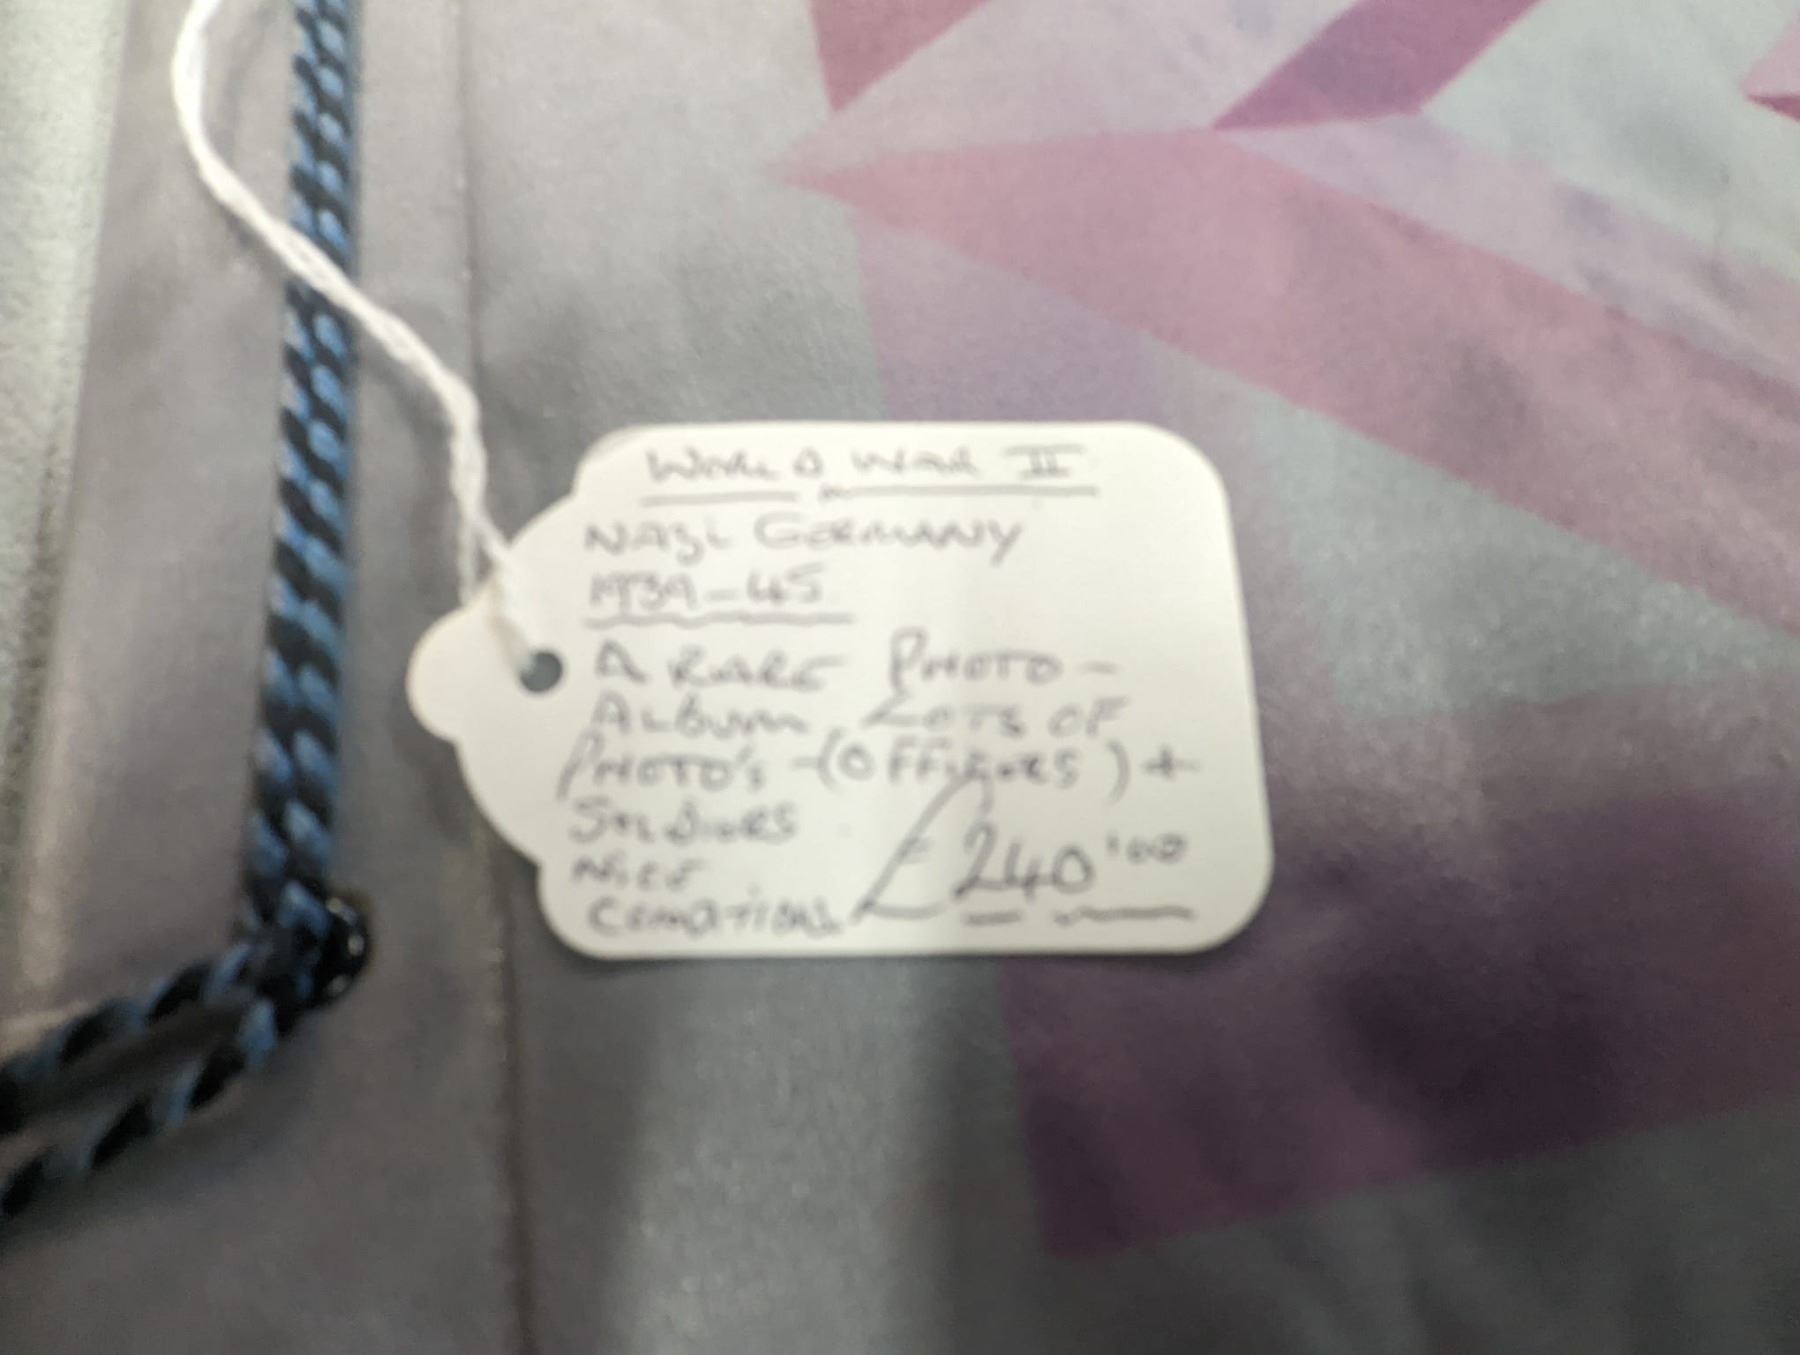 WORLD WAR II
NAZI GERMANY
1939-45
A RARE PHOTO-
ALBUM, LOTS OF
PHOTO'S -(OFFICERS) +
SOLDIERS
NICE
CONDITION £240.00